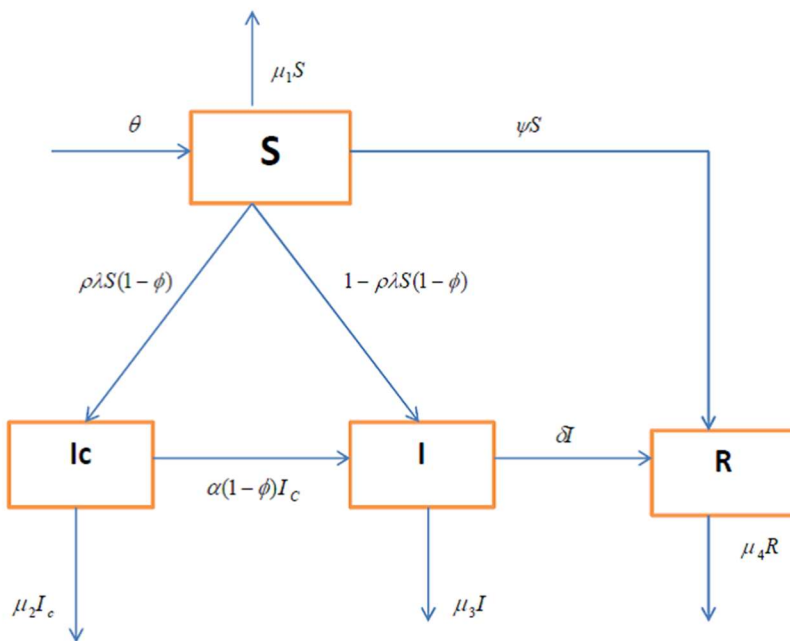 μ₁S
θ
S
ψS
ρλS(1−ϕ)
1−ρλS(1−ϕ)
Ic
I
δI
R
α(1−ϕ)I_C
μ₂I_c
μ₃I
μ₄R